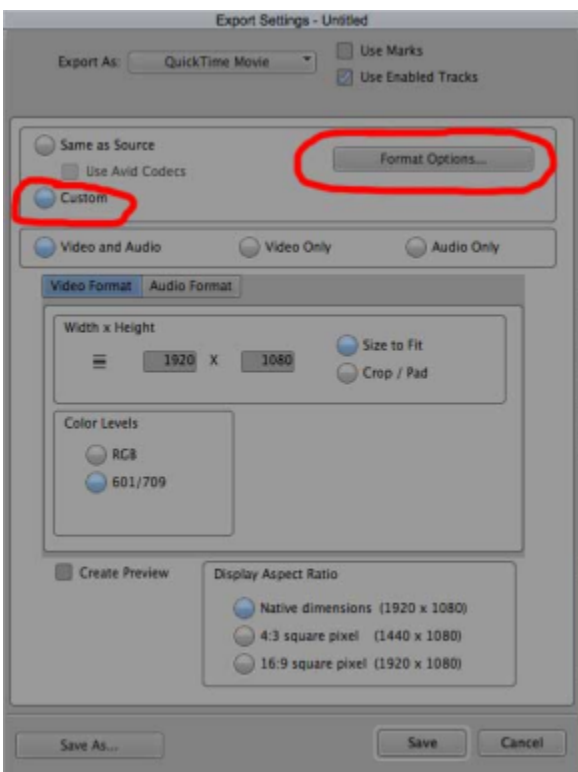 Export Settings - Untitled
Export As: QuickTime Movie
Use Marks
Use Enabled Tracks
Same as Source
Format Options...
Use Avid Codecs
Custom
Video and Audio Video Only Audio Only
Video Format Audio Format
Width x Height
1920 X 1080
Size to Fit
Crop / Pad
Color Levels
RGB
601/709
Create Preview
Display Aspect Ratio
Native dimensions (1920 x 1080)
4:3 square pixel (1440 x 1080)
16:9 square pixel (1920 x 1080)
Save As... Save Cancel